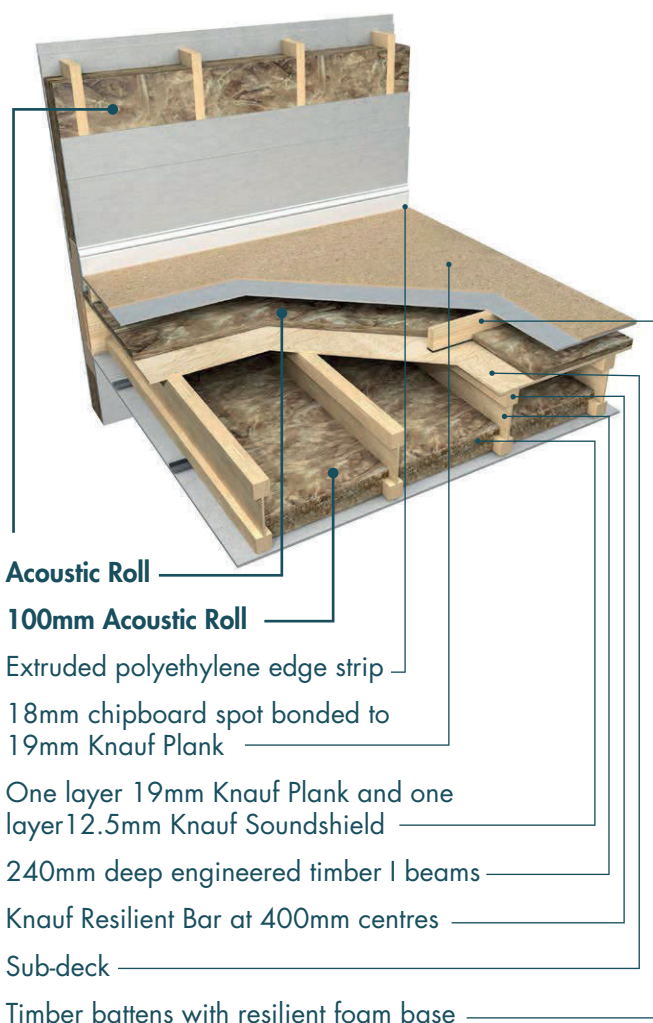 Acoustic Roll
100mm Acoustic Roll
Extruded polyethylene edge strip
18mm chipboard spot bonded to
19mm Knauf Plank
One layer 19mm Knauf Plank and one
layer12.5mm Knauf Soundshield
240mm deep engineered timber I beams
Knauf Resilient Bar at 400mm centres
Sub-deck
Timber battens with resilient foam base